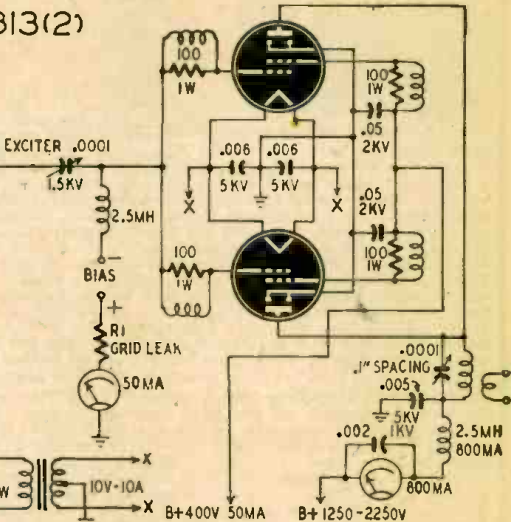 813(2)
100
1W
100
1W
EXCITER
.0001
1.5KV
.006
5KV
.006
5KV
.05
2KV
X
X
2.5MH
.05
2KV
100
1W
100
1W
BIAS
−
+
R1
GRID LEAK
50MA
.0001
.1" SPACING
.005
5KV
.002
1KV
2.5MH
800MA
800MA
W
10V-10A
X
X
B+400V 50MA
B+1250-2250V